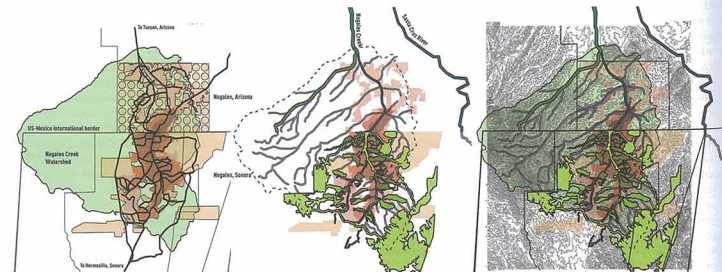 To Tucson, Arizona
Nogales, Arizona
US-Mexico international border
Nogales Creek
Watershed
Nogales, Sonora
To Hermosillo, Sonora
Nogales Creek
Santa Cruz River